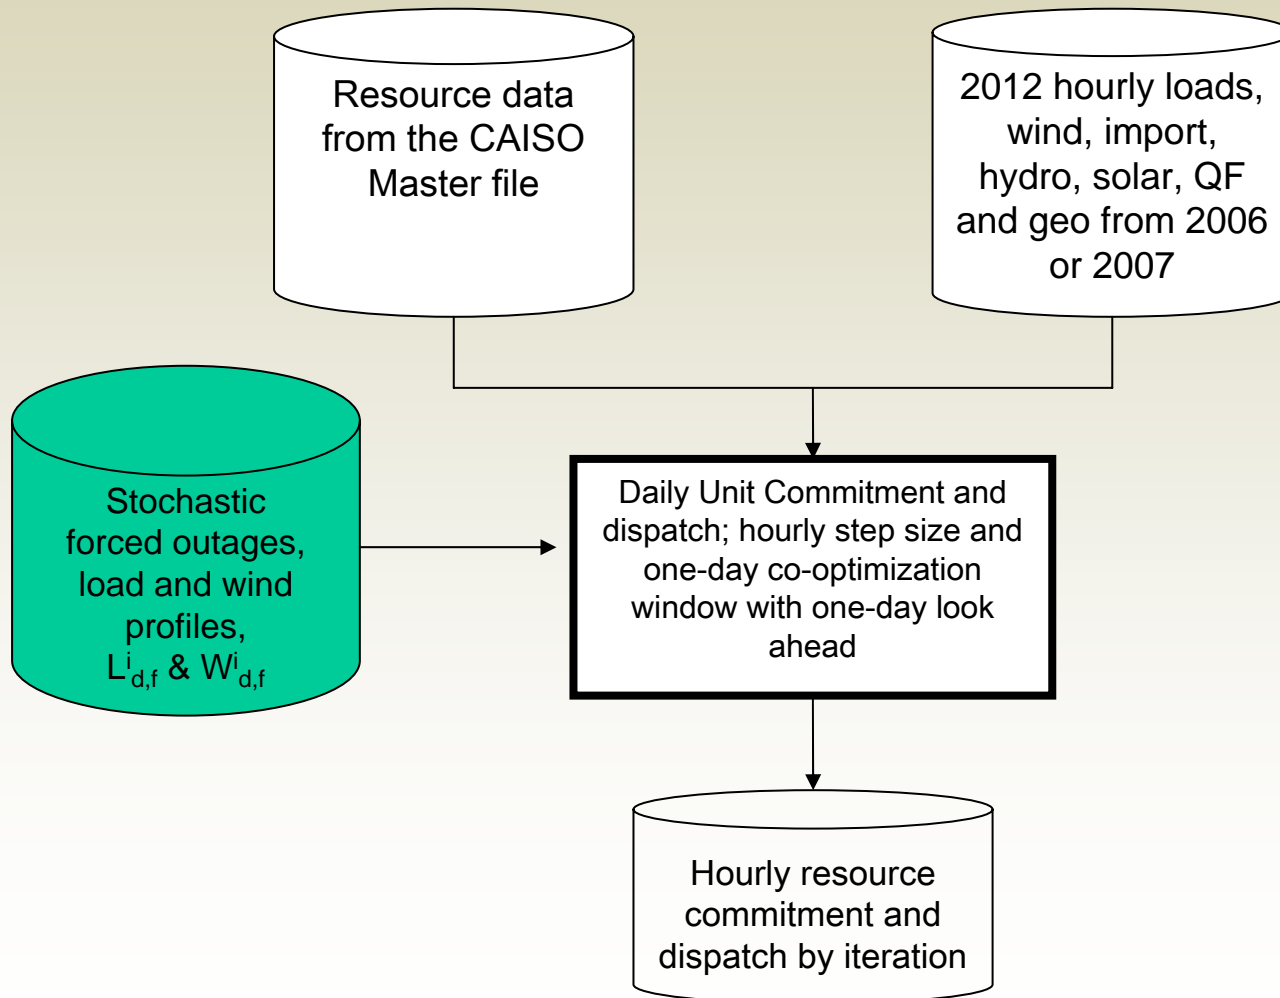 Resource data
from the CAISO
Master file
2012 hourly loads,
wind, import,
hydro, solar, QF
and geo from 2006
or 2007
Stochastic
forced outages,
load and wind
profiles,
Lⁱd,f & Wⁱd,f
Daily Unit Commitment and
dispatch; hourly step size and
one-day co-optimization
window with one-day look
ahead
Hourly resource
commitment and
dispatch by iteration